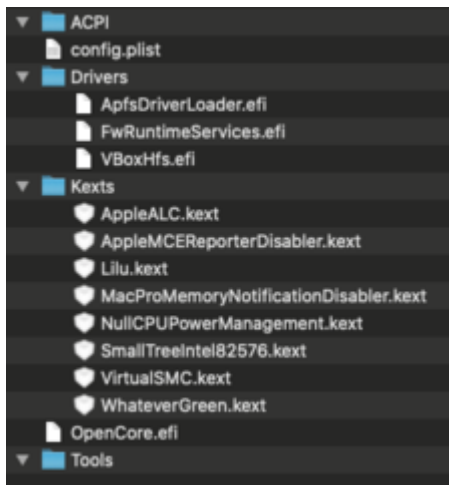 ACPI
config.plist
Drivers
ApfsDriverLoader.efi
FwRuntimeServices.efi
VBoxHfs.efi
Kexts
AppleALC.kext
AppleMCEReporterDisabler.kext
Lilu.kext
MacProMemoryNotificationDisabler.kext
NullCPUPowerManagement.kext
SmallTreeIntel82576.kext
VirtualSMC.kext
WhateverGreen.kext
OpenCore.efi
Tools